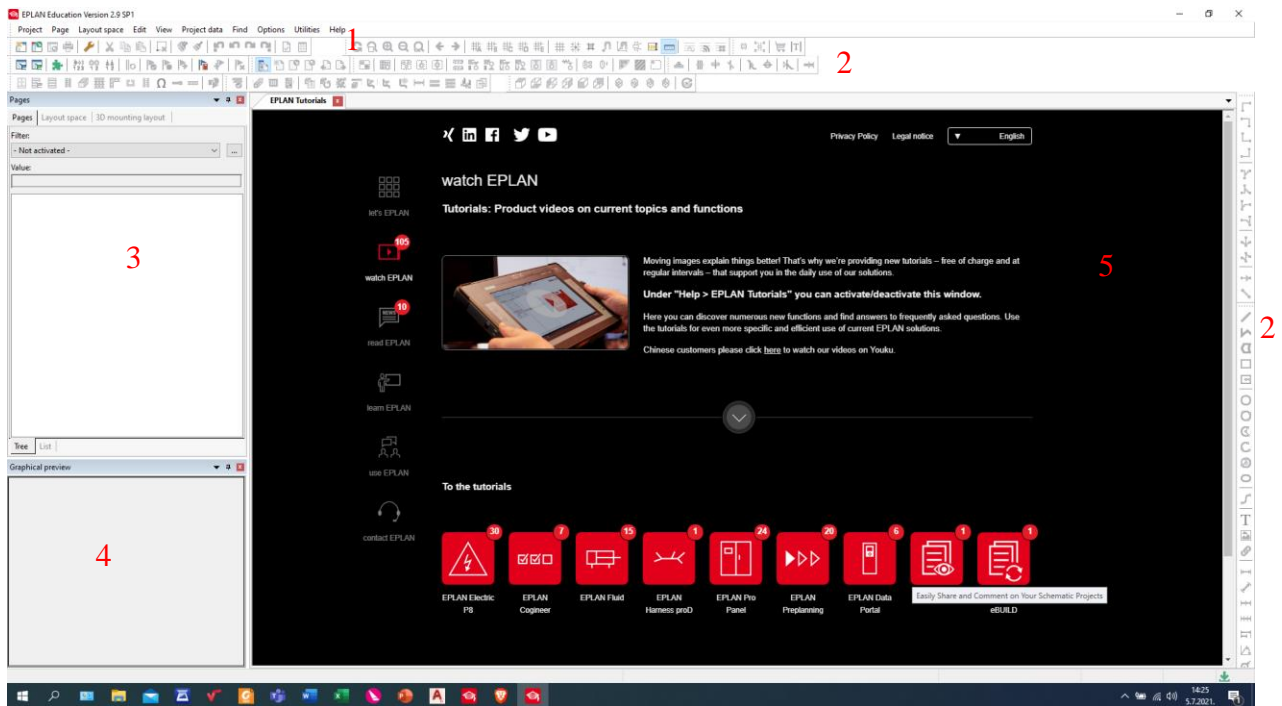 EPLAN Education Version 2.9 SP1
Project Page Layout space Edit View Project data Find Options Utilities Help
1
2
Pages
EPLAN Tutorials
Pages Layout space 3D mounting layout
Filter:
- Not activated -
...
Value:
3
Tree List
Graphical preview
4
Privacy Policy Legal notice English
watch EPLAN
Tutorials: Product videos on current topics and functions
let's EPLAN
105
watch EPLAN
NEWS
10
read EPLAN
learn EPLAN
use EPLAN
contact EPLAN
Moving images explain things better! That's why we're providing new tutorials – free of charge and at
regular intervals – that support you in the daily use of our solutions.
Under "Help > EPLAN Tutorials" you can activate/deactivate this window.
Here you can discover numerous new functions and find answers to frequently asked questions. Use
the tutorials for even more specific and efficient use of current EPLAN solutions.
Chinese customers please click here to watch our videos on Youku.
5
2
To the tutorials
30 7 15 1 24 20 6 1 1
EPLAN Electric
P8
EPLAN
Cogineer
EPLAN Fluid
EPLAN
Harness proD
EPLAN Pro
Panel
EPLAN
Preplanning
EPLAN Data
Portal
Easily Share and Comment on Your Schematic Projects
eBUILD
14:25
5.7.2021.